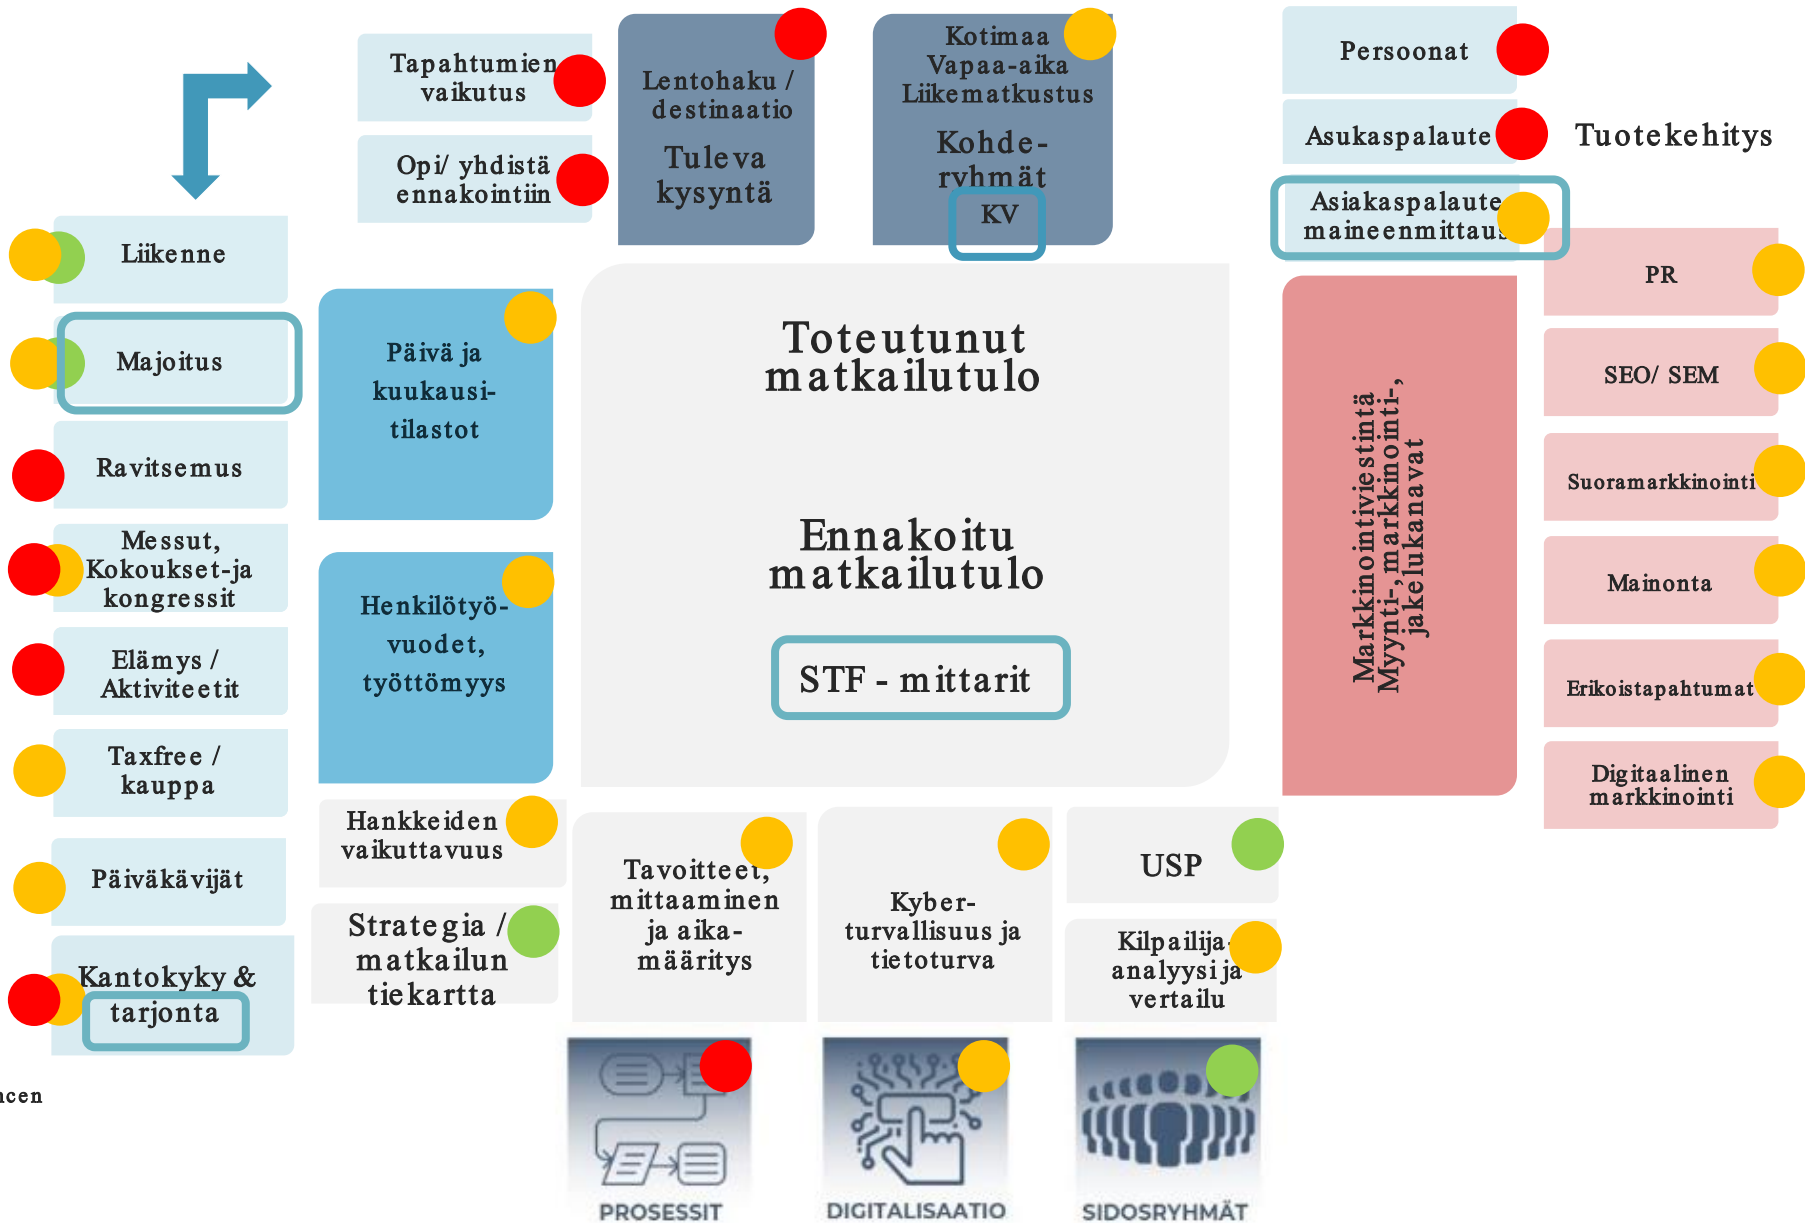 Tapahtumien
vaikutus
Opi/ yhdistä
ennakointiin
Lentohaku /
destinaatio
Tuleva
kysyntä
Kotimaa
Vapaa-aika
Liikematkustus
Kohde-
ryhmät
KV
Persoonat
Asukaspalaute
Asiakaspalaute
maineenmittaus
Tuotekehitys
Liikenne
Majoitus
Ravitsemus
Messut,
Kokoukset-ja
kongressit
Elämys /
Aktiviteetit
Taxfree /
kauppa
Päiväkävijät
Kantokyky &
tarjonta
Päivä ja
kuukausi-
tilastot
Henkilötyö-
vuodet,
työttömyys
Toteutunut
matkailutulo
Ennakoitu
matkailutulo
STF - mittarit
Markkinointiviestintä
Myynti-, markkinointi-,
jakelukanavat
PR
SEO/ SEM
Suoramarkkinointi
Mainonta
Erikoistapahtumat
Digitaalinen
markkinointi
Hankkeiden
vaikuttavuus
Strategia /
matkailun
tiekartta
Tavoitteet,
mittaaminen
ja aika-
määritys
Kyber-
turvallisuus ja
tietoturva
USP
Kilpailija-
analyysi ja
vertailu
PROSESSIT
DIGITALISAATIO
SIDOSRYHMÄT